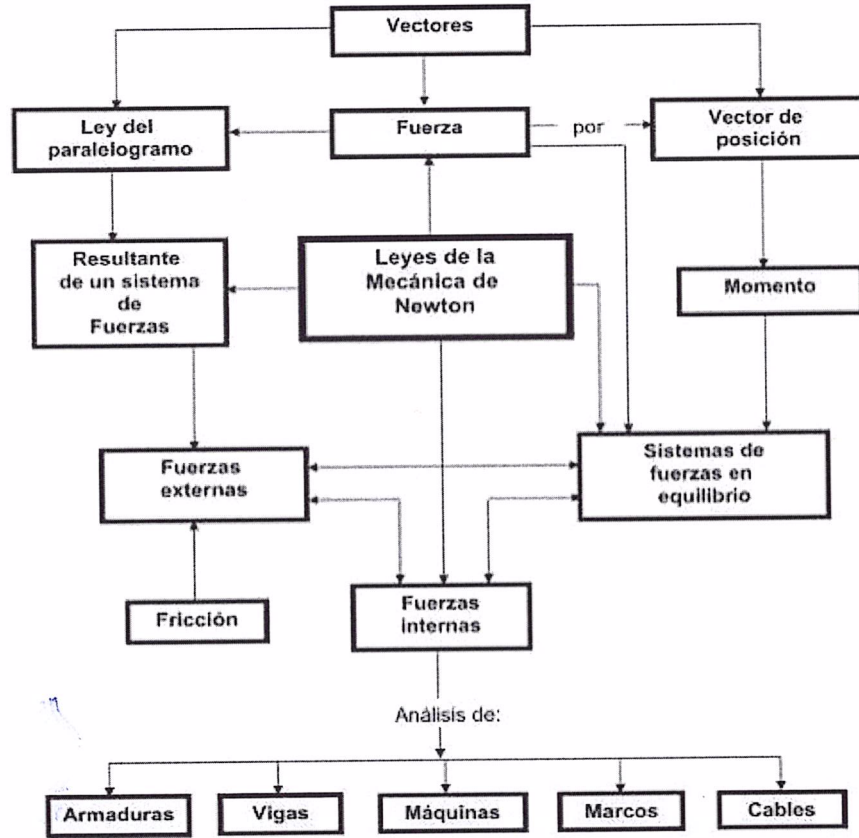 Vectores
Ley del
paralelogramo
Fuerza
por
Vector de
posición
Resultante
de un sistema
de
Fuerzas
Leyes de la
Mecánica de
Newton
Momento
Fuerzas
externas
Sistemas de
fuerzas en
equilibrio
Fricción
Fuerzas
internas
Análisis de:
Armaduras
Vigas
Máquinas
Marcos
Cables